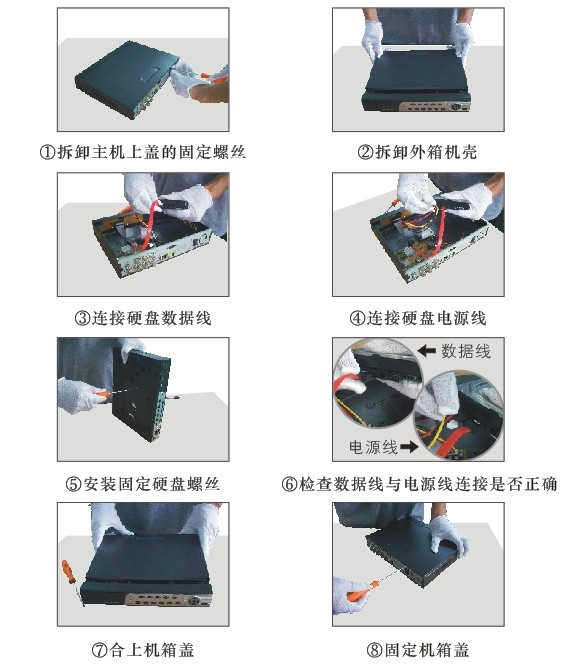 ①拆卸主机上盖的固定螺丝
②拆卸外箱机壳
③连接硬盘数据线
④连接硬盘电源线
数据线
电源线
⑤安装固定硬盘螺丝
⑥检查数据线与电源线连接是否正确
⑦合上机箱盖
⑧固定机箱盖